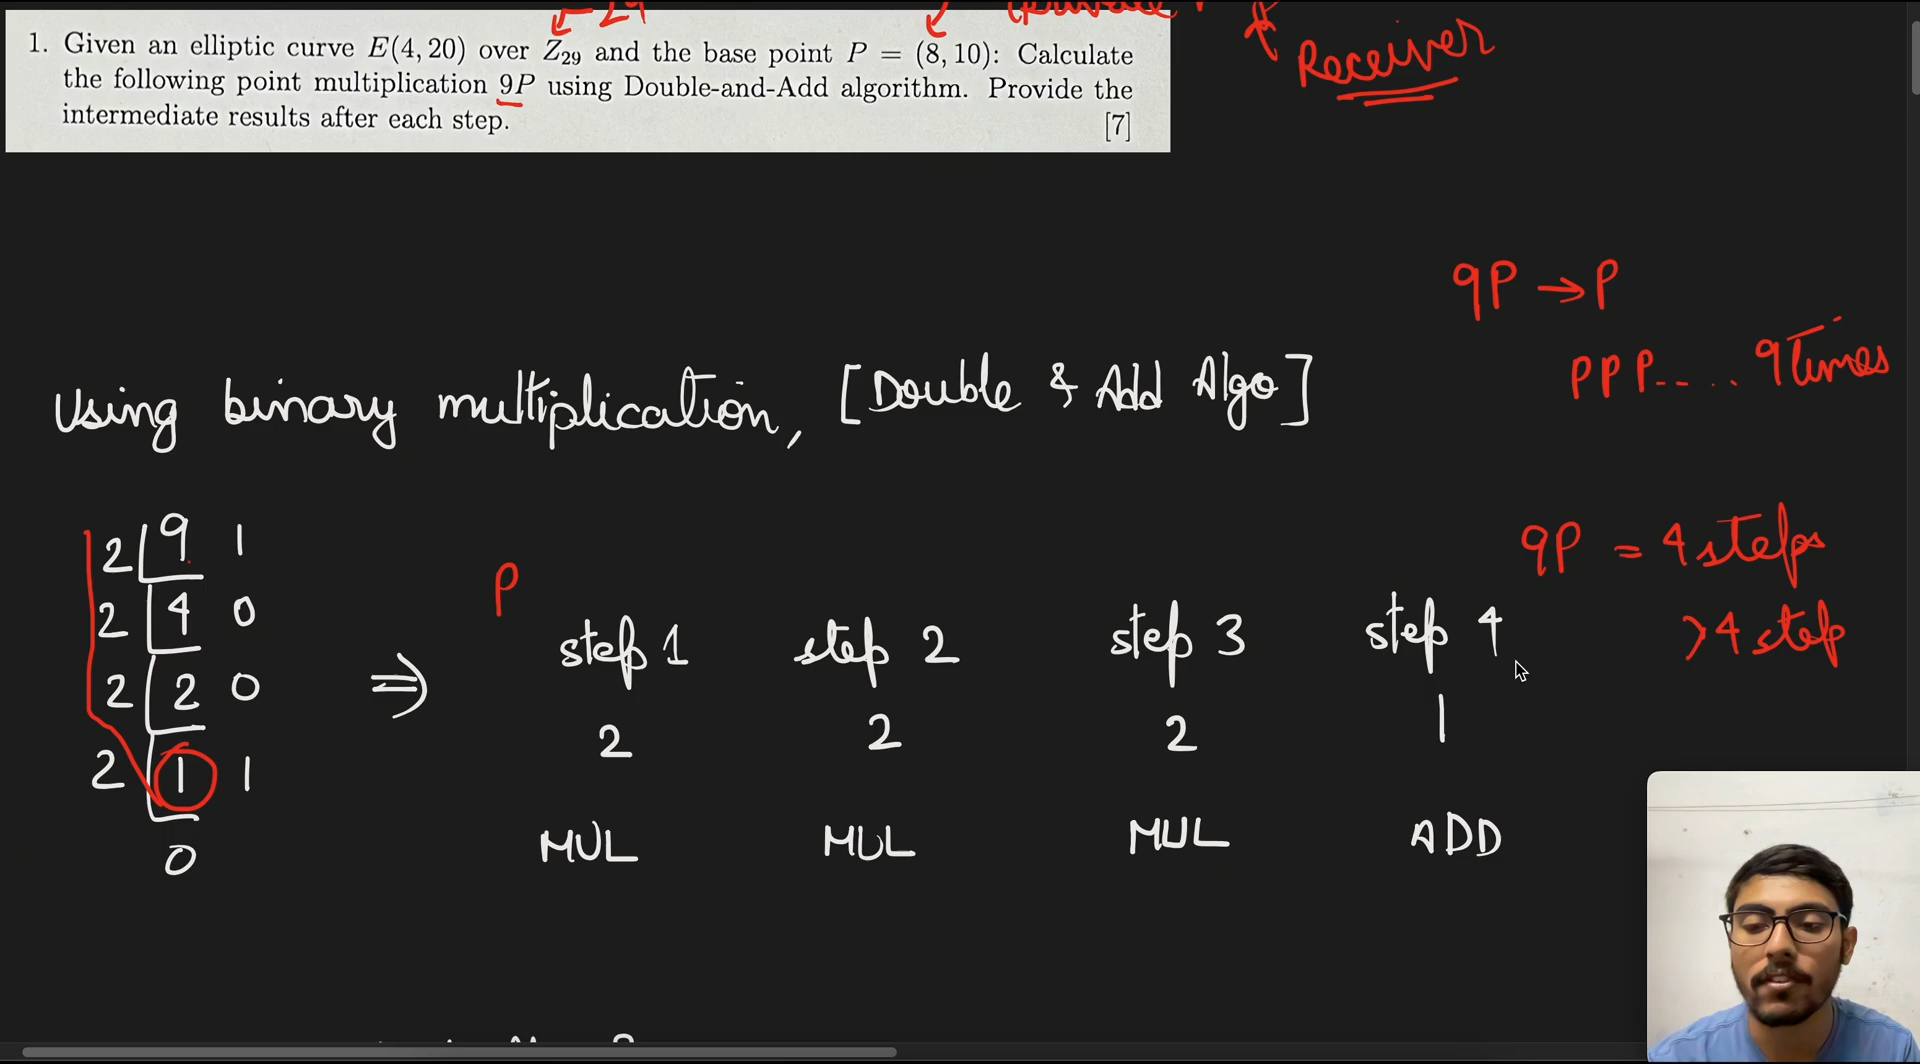 1. Given an elliptic curve E(4, 20) over Z29 and the base point P = (8, 10): Calculate
the following point multiplication 9P using Double-and-Add algorithm. Provide the
intermediate results after each step. [7]
Receiver
9P → P
P P P-- .. 9 times
Using binary multiplication, [Double & Add Algo]
2 9 1
2 4 0
2 2 0
2 1 1
0
⇒
P
step 1 step 2 step 3 step 4
2 2 2 1
MUL MUL MUL ADD
9P = 4 steps
>4 step